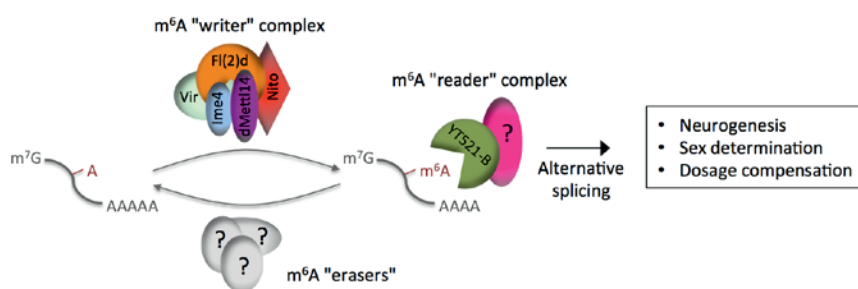 m⁶A "writer" complex
Fl(2)d
Vir
Ime4
dMettl14
Nito
m⁶A "reader" complex
YT521-B
?
m⁷G
A
AAAAA
m⁷G
m⁶A
AAAA
Alternative
splicing
• Neurogenesis
• Sex determination
• Dosage compensation
? ?
?
m⁶A "erasers"